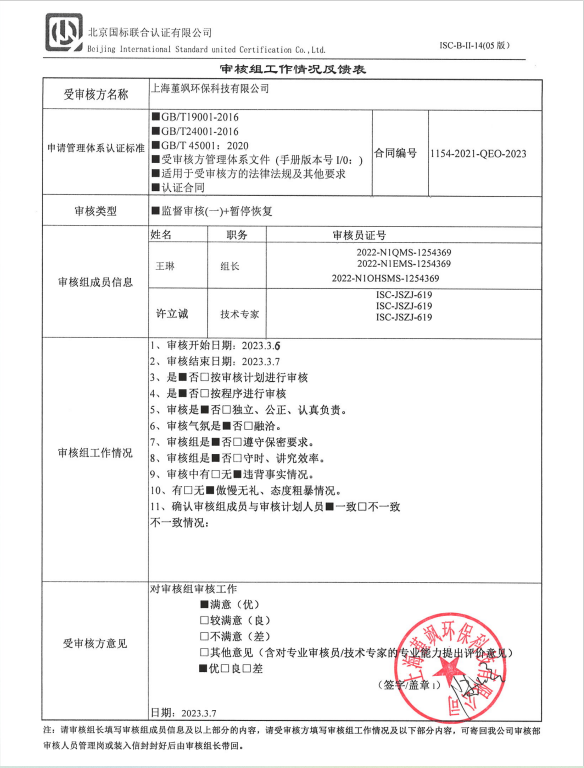 北京国标联合认证有限公司
Beijing International Standard united Certification Co.,Ltd.
ISC-B-II-14(05 版)
审核组工作情况反馈表
受审核方名称
上海堇飒环保科技有限公司
申请管理体系认证标准
■GB/T19001-2016
■GB/T24001-2016
■GB/T 45001：2020
■受审核方管理体系文件 (手册版本号 I/0；)
■适用于受审核方的法律法规及其他要求
■认证合同
合同编号
1154-2021-QEO-2023
审核类型
■监督审核(一)+暂停恢复
审核组成员信息
姓名 职务 审核员证号
王琳 组长
2022-N1QMS-1254369
2022-N1EMS-1254369
2022-N1OHSMS-1254369
许立诚 技术专家
ISC-JSZJ-619
ISC-JSZJ-619
ISC-JSZJ-619
审核组工作情况
1、审核开始日期：2023.3.6
2、审核结束日期：2023.3.7
3、是■否□按审核计划进行审核
4、是■否□按程序进行审核
5、审核是■否□独立、公正、认真负责。
6、审核气氛是■否□融洽。
7、审核组是■否□遵守保密要求。
8、审核组是■否□守时、讲究效率。
9、审核中有□无■违背事实情况。
10、有□无■傲慢无礼、态度粗暴情况。
11、确认审核组成员与审核计划人员■一致□不一致
不一致情况：
受审核方意见
对审核组审核工作
■满意（优）
□较满意（良）
□不满意（差）
□其他意见（含对专业审核员/技术专家的专业能力提出评价意见）
■优□良□差
（签字/盖章
上海堇飒环保科技有限公司
日期：2023.3.7
注：请审核组长填写审核组成员信息及以上部分的内容，请受审核方填写审核组工作情况及以下部分内容，可寄回我公司审核部
审核人员管理岗或装入信封封好后由审核组长带回。